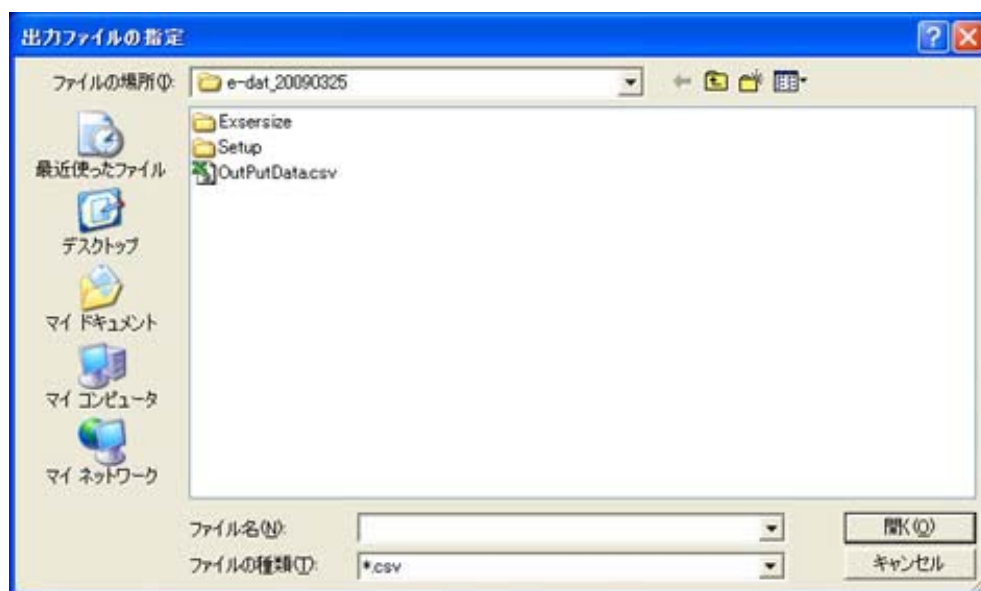 出力ファイルの指定
ファイルの場所(I):
e-dat_20090325
最近使ったファイル
デスクトップ
マイ ドキュメント
マイ コンピュータ
マイ ネットワーク
Exsersize
Setup
OutPutData.csv
ファイル名(N):
開く(O)
ファイルの種類(T):
*.csv
キャンセル